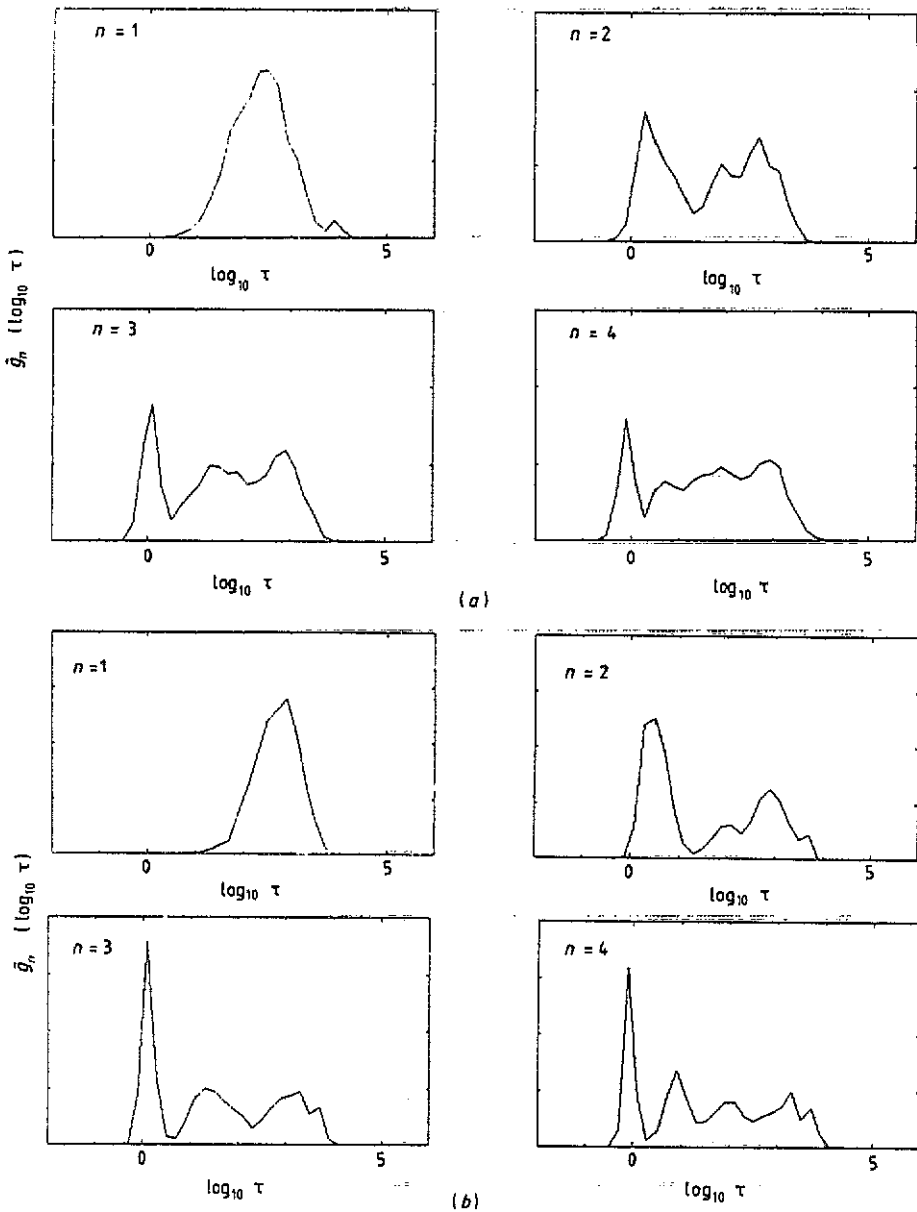 n = 1
n = 2
0 5
0 5
log₁₀ τ
log₁₀ τ
ĝₙ (log₁₀ τ)
n = 3
n = 4
0 5
0 5
log₁₀ τ
log₁₀ τ
(a)
n = 1
n = 2
0 5
0 5
log₁₀ τ
log₁₀ τ
ĝₙ (log₁₀ τ)
n = 3
n = 4
0 5
0 5
log₁₀ τ
log₁₀ τ
(b)